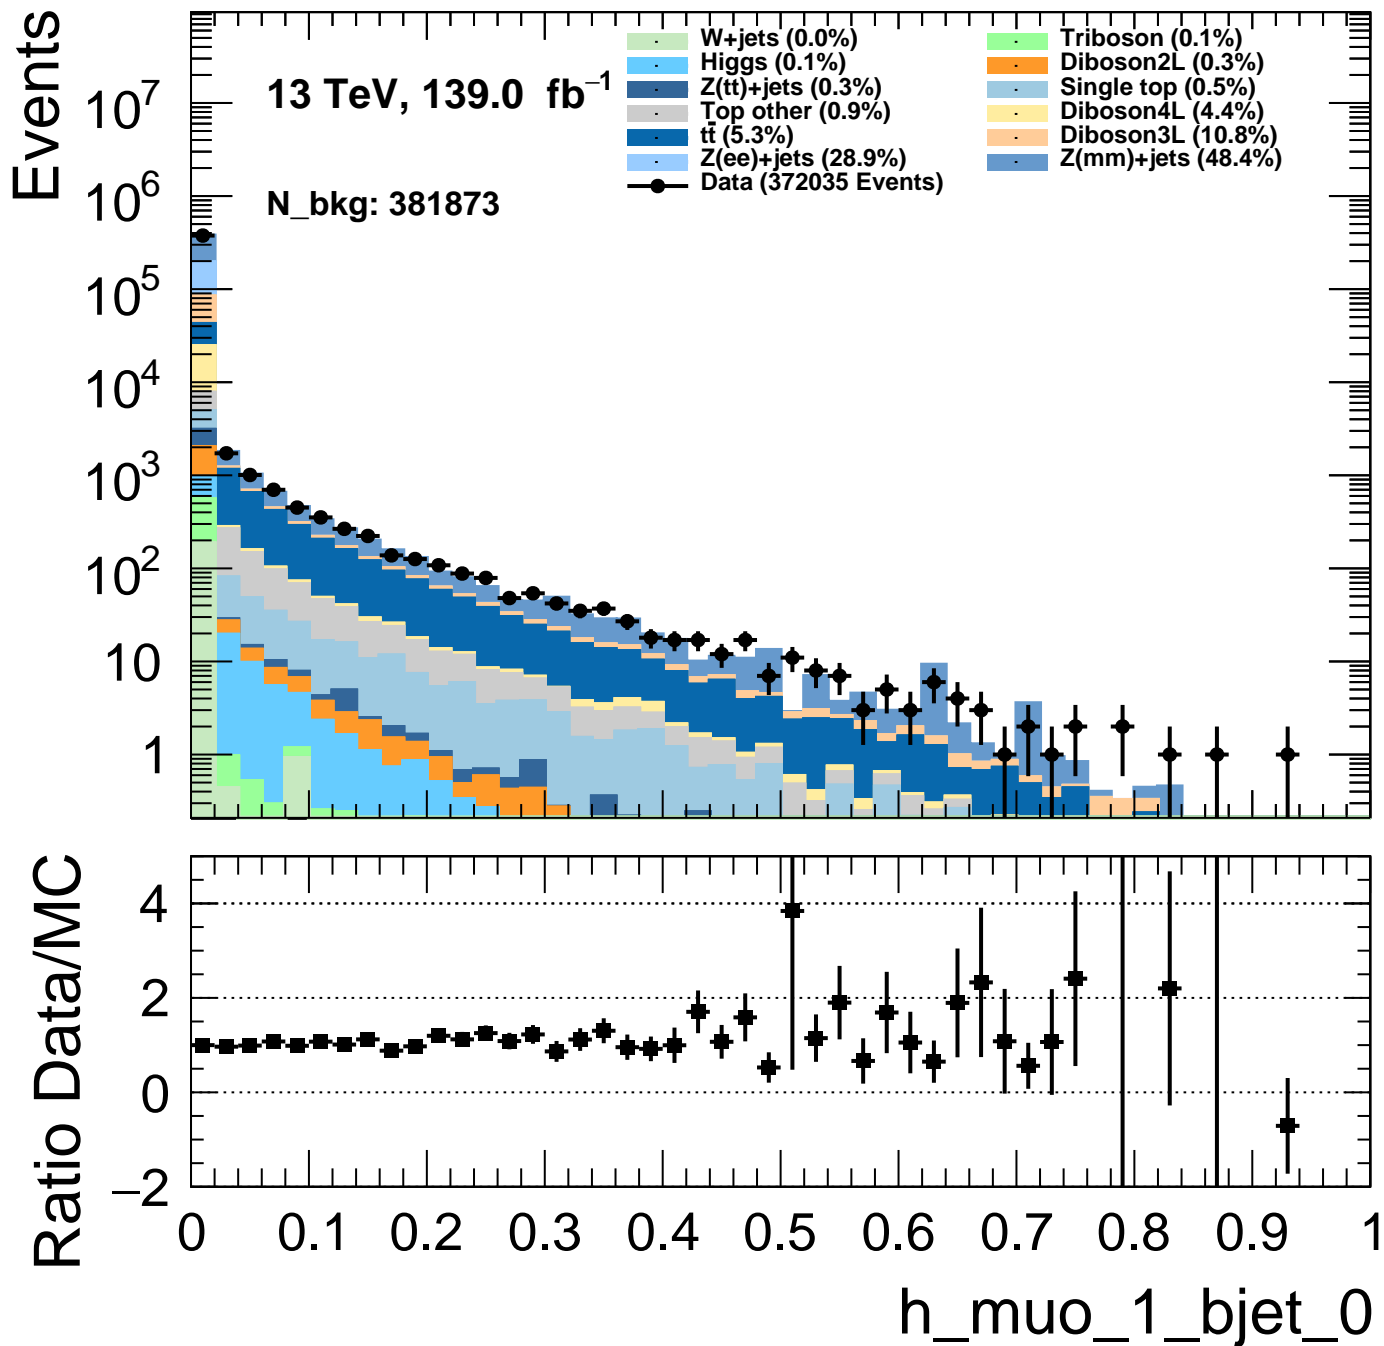 Events
13 TeV, 139.0 fb⁻¹
N_bkg: 381873
W+jets (0.0%)
Higgs (0.1%)
Z(tt)+jets (0.3%)
Top other (0.9%)
tt̄ (5.3%)
Z(ee)+jets (28.9%)
Data (372035 Events)
Triboson (0.1%)
Diboson2L (0.3%)
Single top (0.5%)
Diboson4L (4.4%)
Diboson3L (10.8%)
Z(mm)+jets (48.4%)
10⁷
10⁶
10⁵
10⁴
10³
10²
10
1
Ratio Data/MC
4
2
0
−2
0 0.1 0.2 0.3 0.4 0.5 0.6 0.7 0.8 0.9 1
h_muo_1_bjet_0